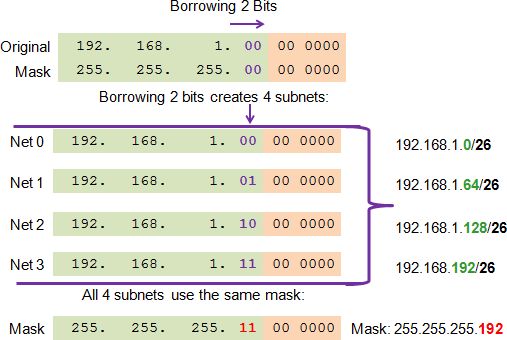 Borrowing 2 Bits
Original 192. 168. 1. 00 00 0000
Mask 255. 255. 255. 00 00 0000
Borrowing 2 bits creates 4 subnets:
Net 0 192. 168. 1. 00 00 0000 192.168.1.0/26
Net 1 192. 168. 1. 01 00 0000 192.168.1.64/26
Net 2 192. 168. 1. 10 00 0000 192.168.1.128/26
Net 3 192. 168. 1. 11 00 0000 192.168.192/26
All 4 subnets use the same mask:
Mask 255. 255. 255. 11 00 0000 Mask: 255.255.255.192